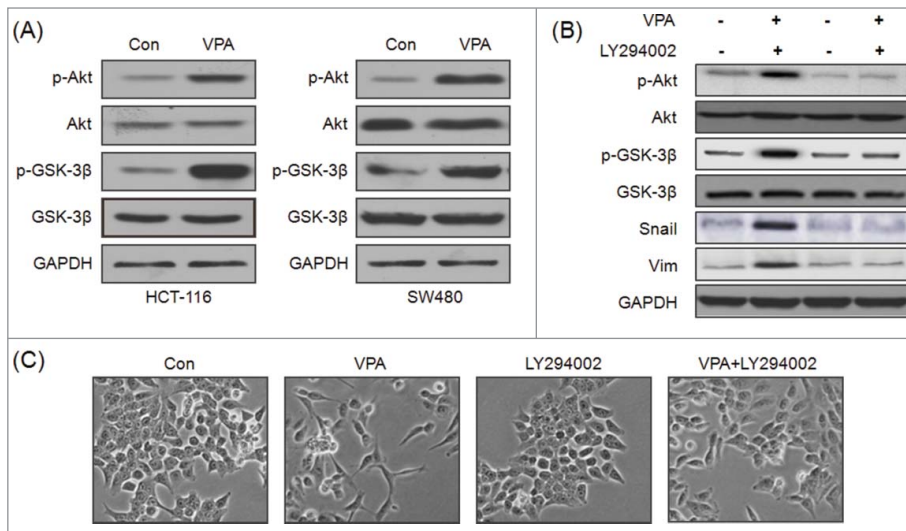 (A)
Con VPA
p-Akt
Akt
p-GSK-3β
GSK-3β
GAPDH
HCT-116
Con VPA
p-Akt
Akt
p-GSK-3β
GSK-3β
GAPDH
SW480
(B)
VPA - + - +
LY294002 - + - +
p-Akt
Akt
p-GSK-3β
GSK-3β
Snail
Vim
GAPDH
(C)
Con VPA LY294002 VPA+LY294002